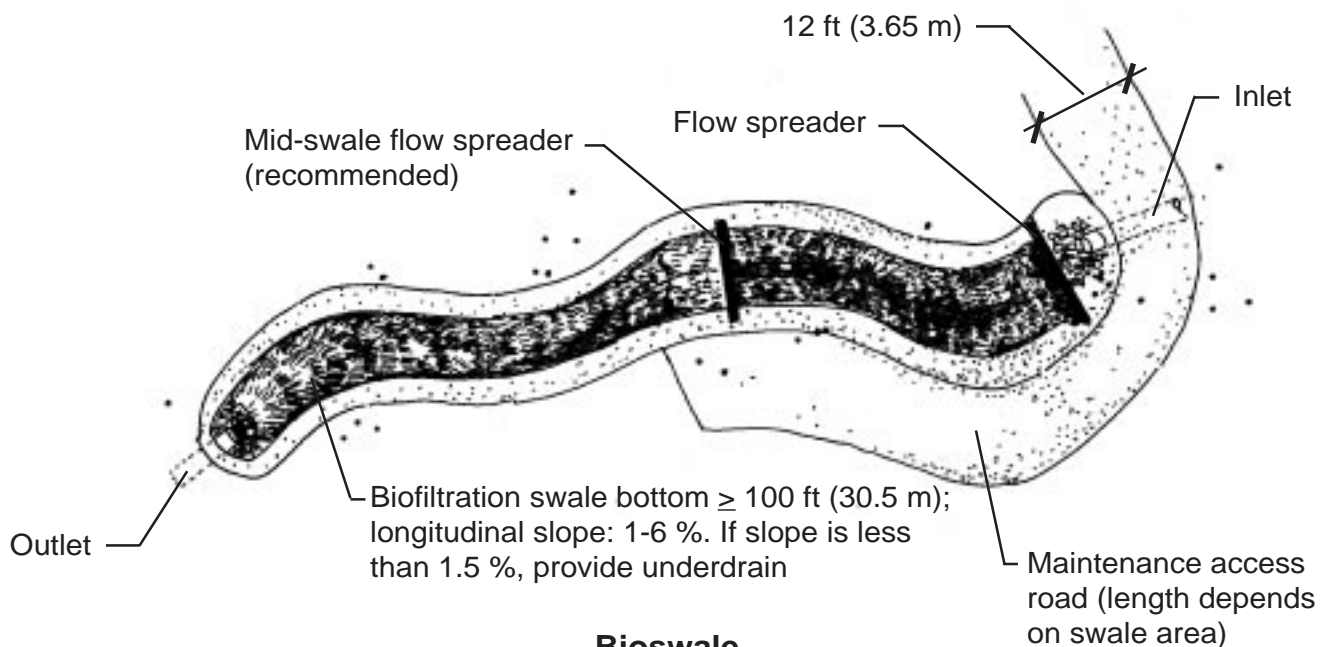 12 ft (3.65 m)
Inlet
Flow spreader
Mid-swale flow spreader
(recommended)
Biofiltration swale bottom ≥ 100 ft (30.5 m);
longitudinal slope: 1-6 %. If slope is less
than 1.5 %, provide underdrain
Outlet
Maintenance access
road (length depends
on swale area)
Bioswale